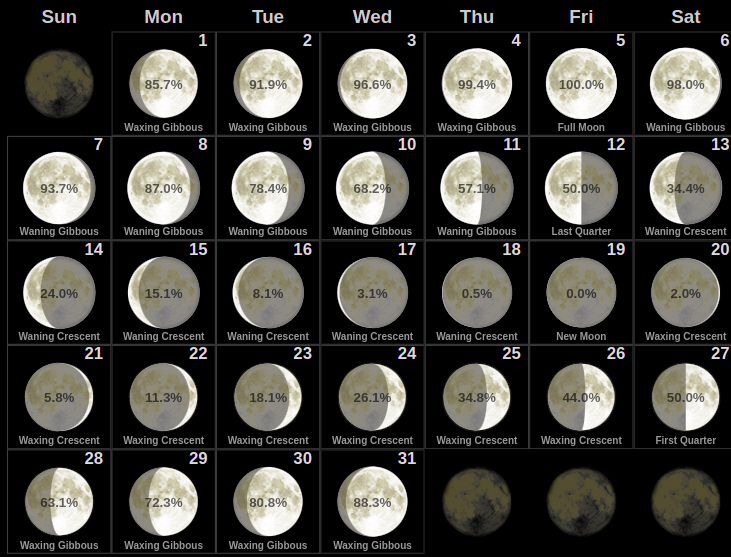 Sun Mon Tue Wed Thu Fri Sat
1 2 3 4 5 6
85.7% 91.9% 96.6% 99.4% 100.0% 98.0%
Waxing Gibbous Waxing Gibbous Waxing Gibbous Waxing Gibbous Full Moon Waning Gibbous
7 8 9 10 11 12 13
93.7% 87.0% 78.4% 68.2% 57.1% 50.0% 34.4%
Waning Gibbous Waning Gibbous Waning Gibbous Waning Gibbous Waning Gibbous Last Quarter Waning Crescent
14 15 16 17 18 19 20
24.0% 15.1% 8.1% 3.1% 0.5% 0.0% 2.0%
Waning Crescent Waning Crescent Waning Crescent Waning Crescent Waning Crescent New Moon Waxing Crescent
21 22 23 24 25 26 27
5.8% 11.3% 18.1% 26.1% 34.8% 44.0% 50.0%
Waxing Crescent Waxing Crescent Waxing Crescent Waxing Crescent Waxing Crescent Waxing Crescent First Quarter
28 29 30 31
63.1% 72.3% 80.8% 88.3%
Waxing Gibbous Waxing Gibbous Waxing Gibbous Waxing Gibbous